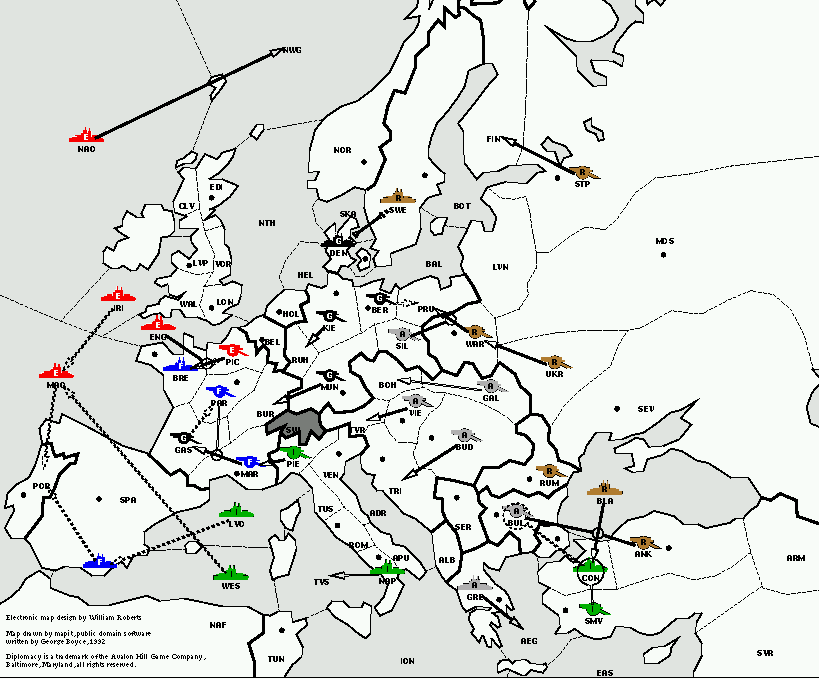 NWG
E
NAO
FIN
NOR
R
STP
EDI
R
CLV
SKA
SWE
BOT
NTH
G
DEN
MOS
LVP
YOR
BAL
LVN
HEL
E
IRI
WAL
LON
G
BER
PRU
HOL
G
KIE
E
ENG
BEL
A
SIL
R
WAR
E
PIC
RUH
F
BRE
R
UKR
E
MAO
G
MUN
BOH
A
GAL
F
PAR
BUR
A
VIE
SEV
SWI
TYR
G
GAS
A
BUD
F
MAR
I
PIE
VEN
R
RUM
POR
SPA
TRI
R
BLA
TUS
ADR
SER
A
BUL
LYO
ROM
R
ANK
APU
ALB
ARM
F
WES
TYS
NAP
CON
A
GRE
SMY
NAF
AEG
TUN
ION
EAS
SYR
Electronic map design by William Roberts
Map drawn by mapit, public domain software
written by George Boyce, 1992
Diplomacy is a trademark of the Avalon Hill Game Company,
Baltimore, Maryland, all rights reserved.